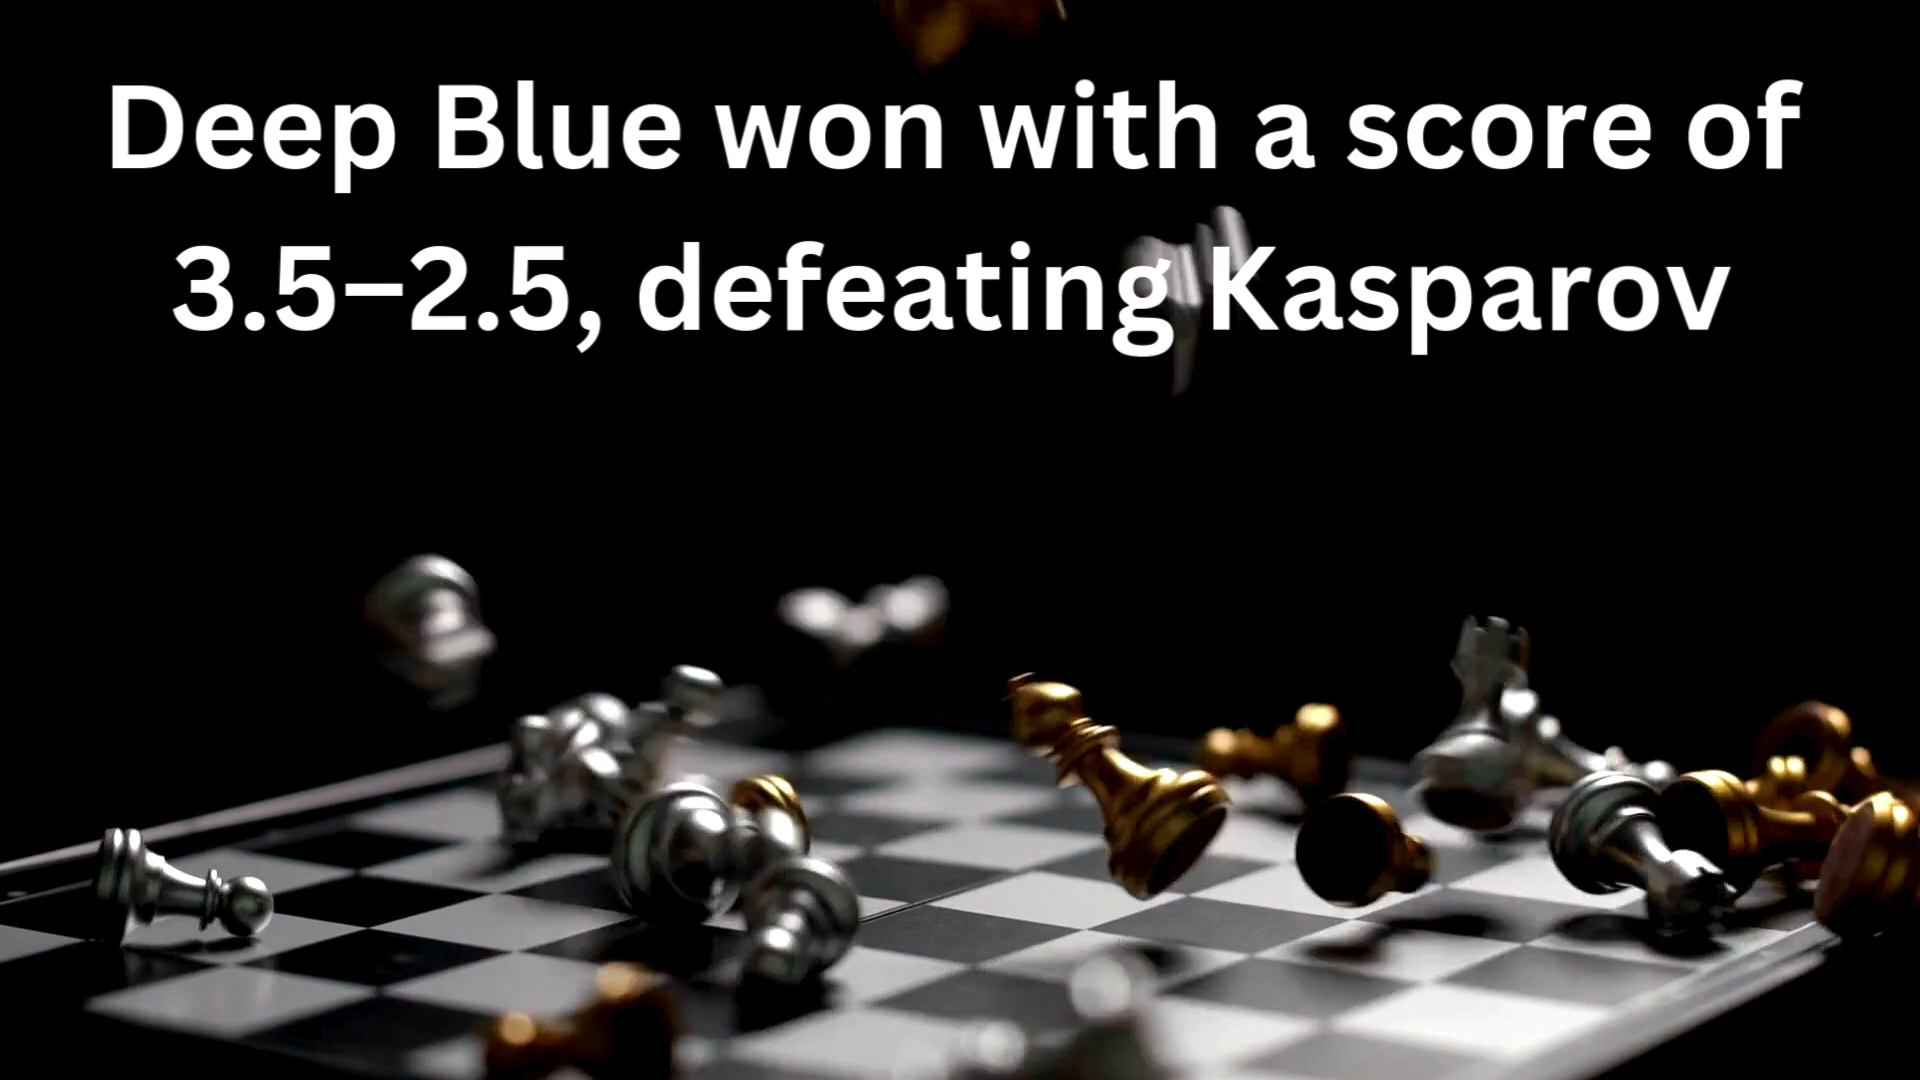 Deep Blue won with a score of
3.5–2.5, defeating Kasparov